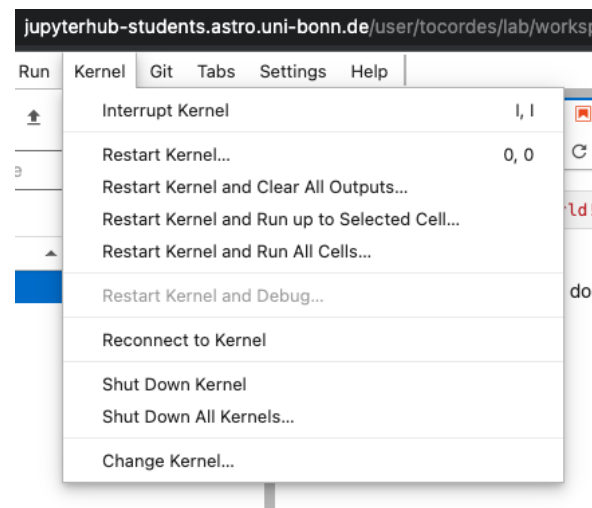 jupyterhub-students.astro.uni-bonn.de/user/tocordes/lab/worksp
Run Kernel Git Tabs Settings Help
Interrupt Kernel I, I
Restart Kernel... 0, 0
Restart Kernel and Clear All Outputs...
Restart Kernel and Run up to Selected Cell...
ld!
Restart Kernel and Run All Cells...
Restart Kernel and Debug...
do
Reconnect to Kernel
Shut Down Kernel
Shut Down All Kernels...
Change Kernel...